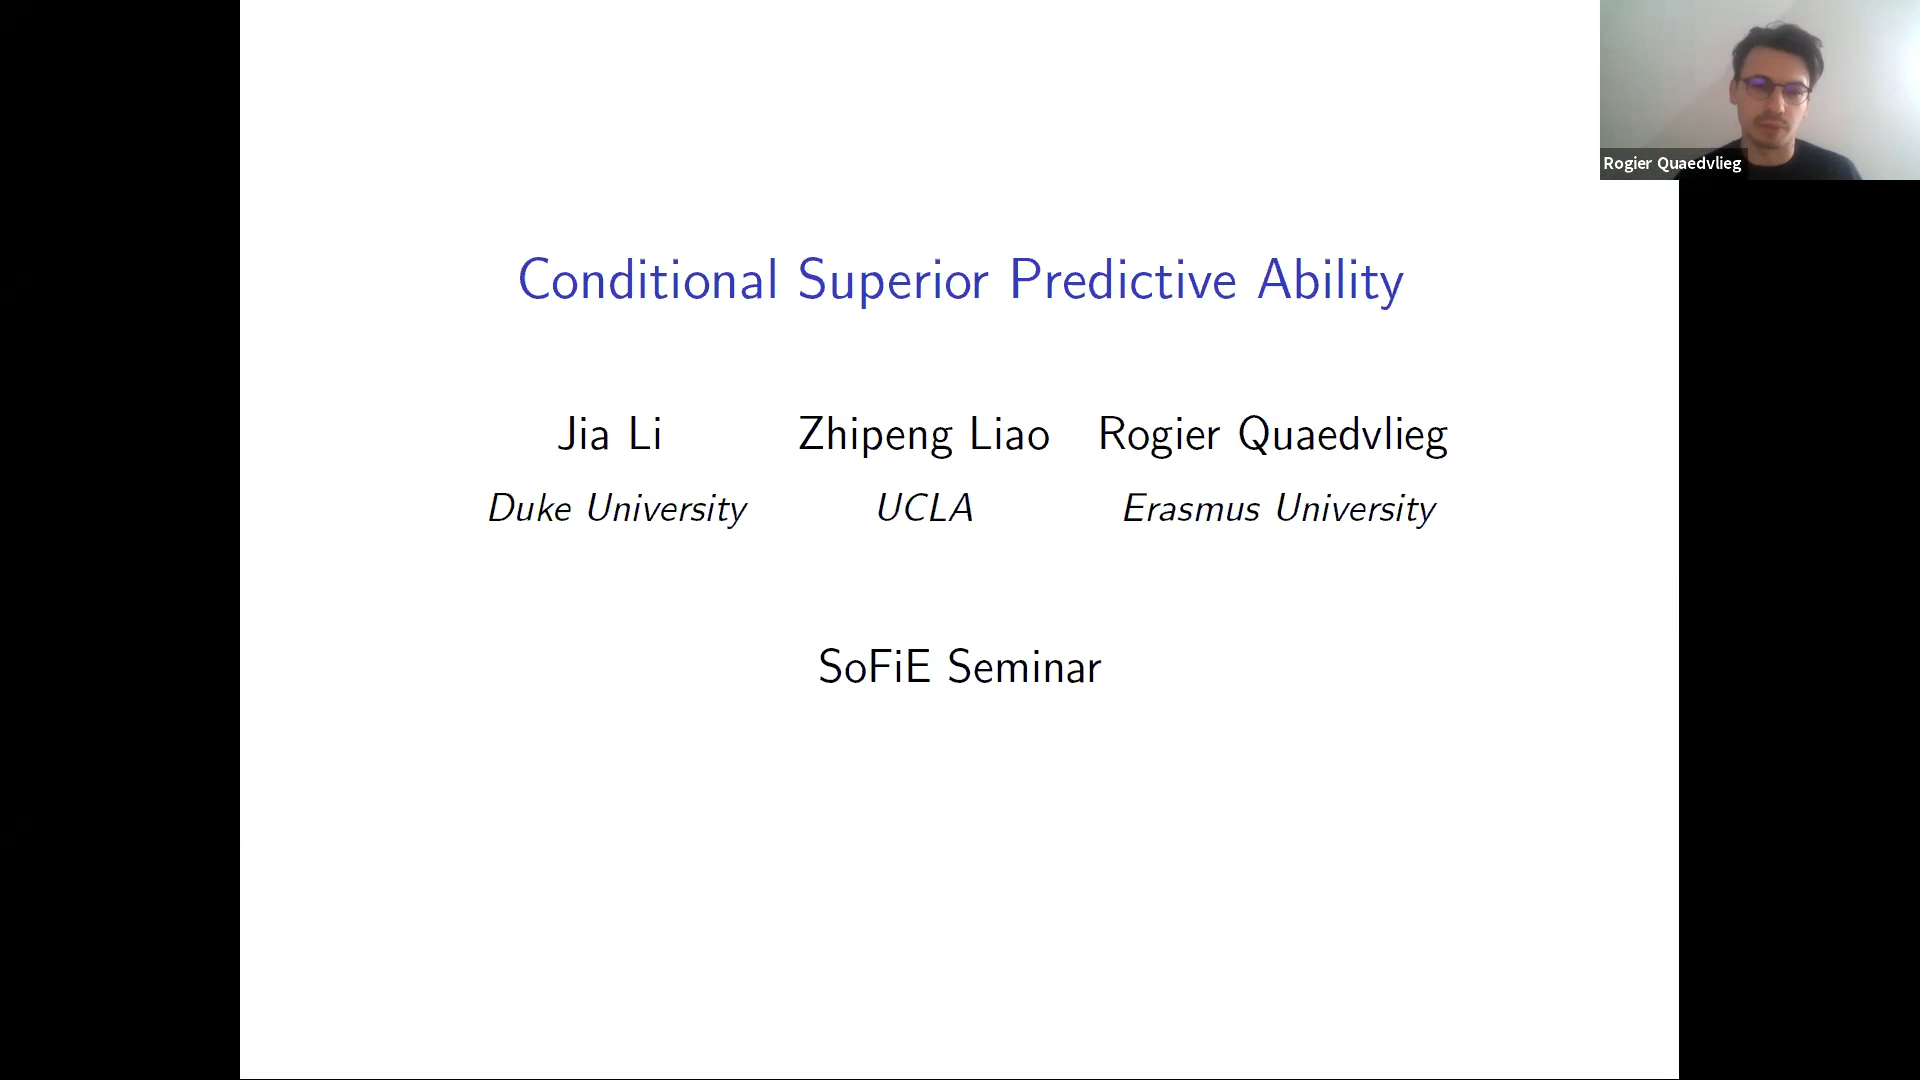 Rogier Quaedvlieg
Conditional Superior Predictive Ability
Jia Li Zhipeng Liao Rogier Quaedvlieg
Duke University UCLA Erasmus University
SoFiE Seminar